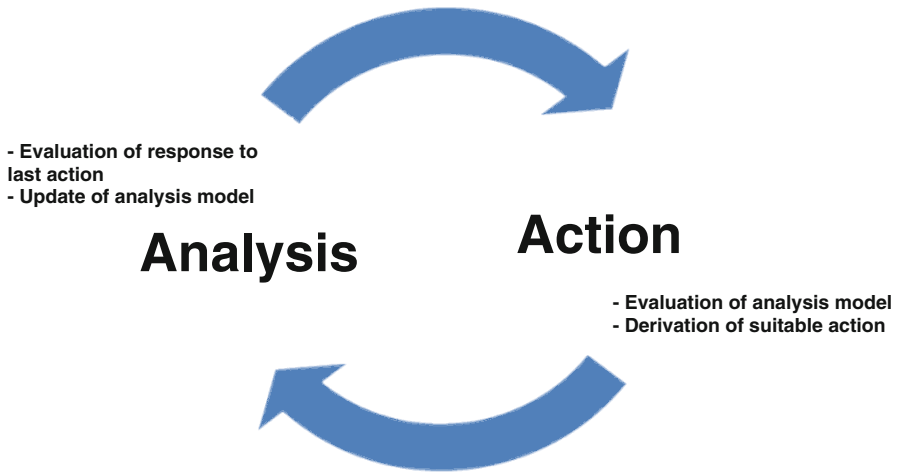 - Evaluation of response to
last action
- Update of analysis model
Analysis
Action
- Evaluation of analysis model
- Derivation of suitable action